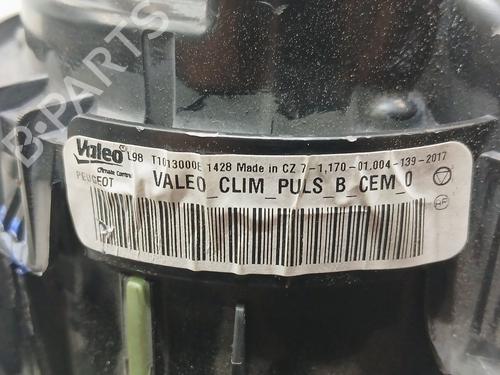 Valeo L98 T1013000E 1428 Made in CZ 7-1,170-01,004-139-2017
Climate Control
PEUGEOT VALEO_CLIM_PULS_B_CEM_0
B-PARTS